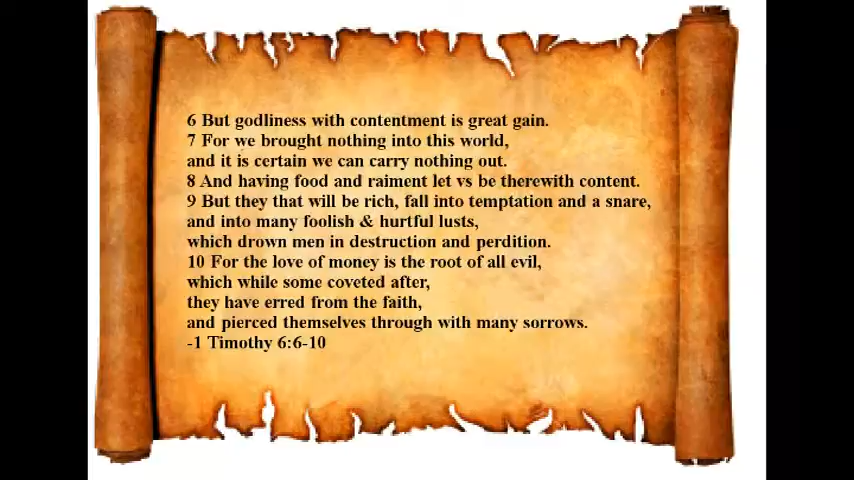 6 But godliness with contentment is great gain.
7 For we brought nothing into this world,
and it is certain we can carry nothing out.
8 And having food and raiment let vs be therewith content.
9 But they that will be rich, fall into temptation and a snare,
and into many foolish & hurtful lusts,
which drown men in destruction and perdition.
10 For the love of money is the root of all evil,
which while some coveted after,
they have erred from the faith,
and pierced themselves through with many sorrows.
-1 Timothy 6:6-10